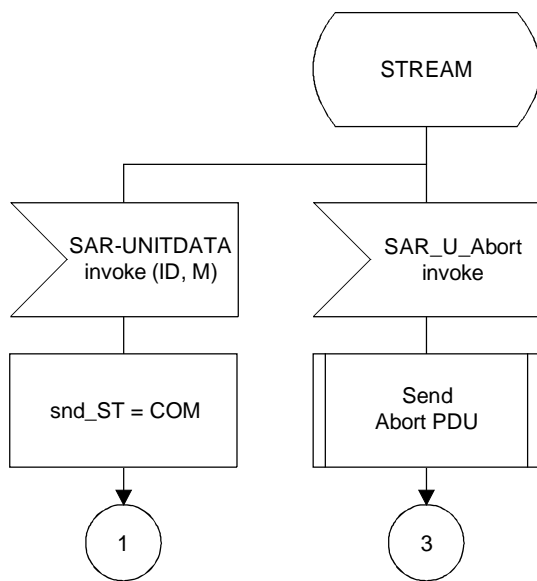 STREAM
SAR-UNITDATA
invoke (ID, M)
SAR_U_Abort
invoke
snd_ST = COM
Send
Abort PDU
1
3